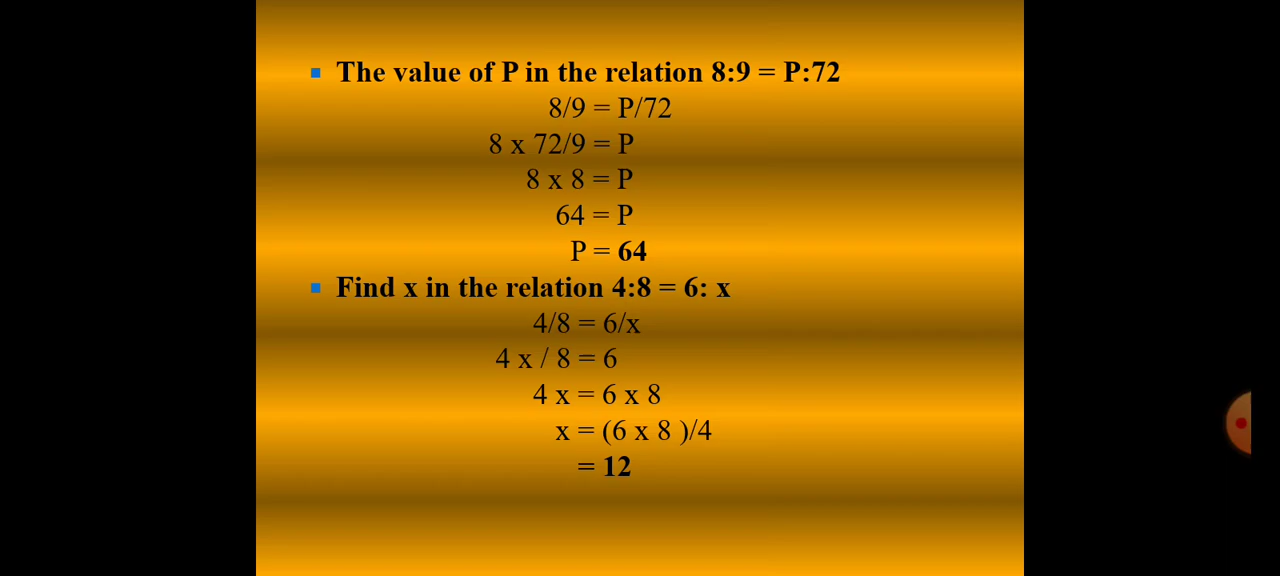 The value of P in the relation 8:9 = P:72
8/9 = P/72
8 x 72/9 = P
8 x 8 = P
64 = P
P = 64
Find x in the relation 4:8 = 6: x
4/8 = 6/x
4 x / 8 = 6
4 x = 6 x 8
x = (6 x 8 )/4
= 12